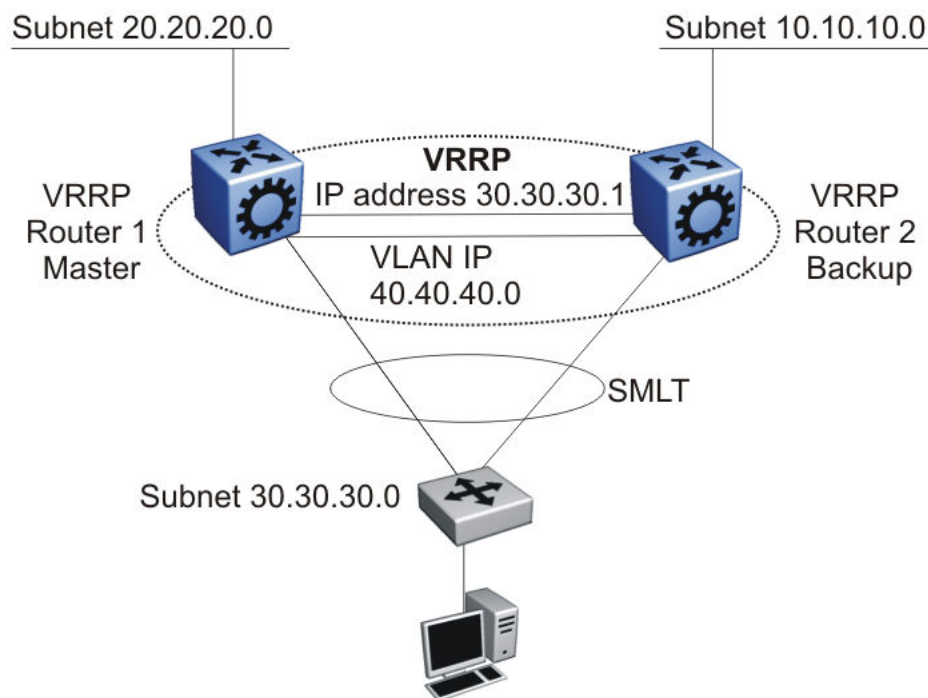 Subnet 20.20.20.0
Subnet 10.10.10.0
VRRP
IP address 30.30.30.1
VRRP
Router 1
Master
VLAN IP
40.40.40.0
VRRP
Router 2
Backup
SMLT
Subnet 30.30.30.0